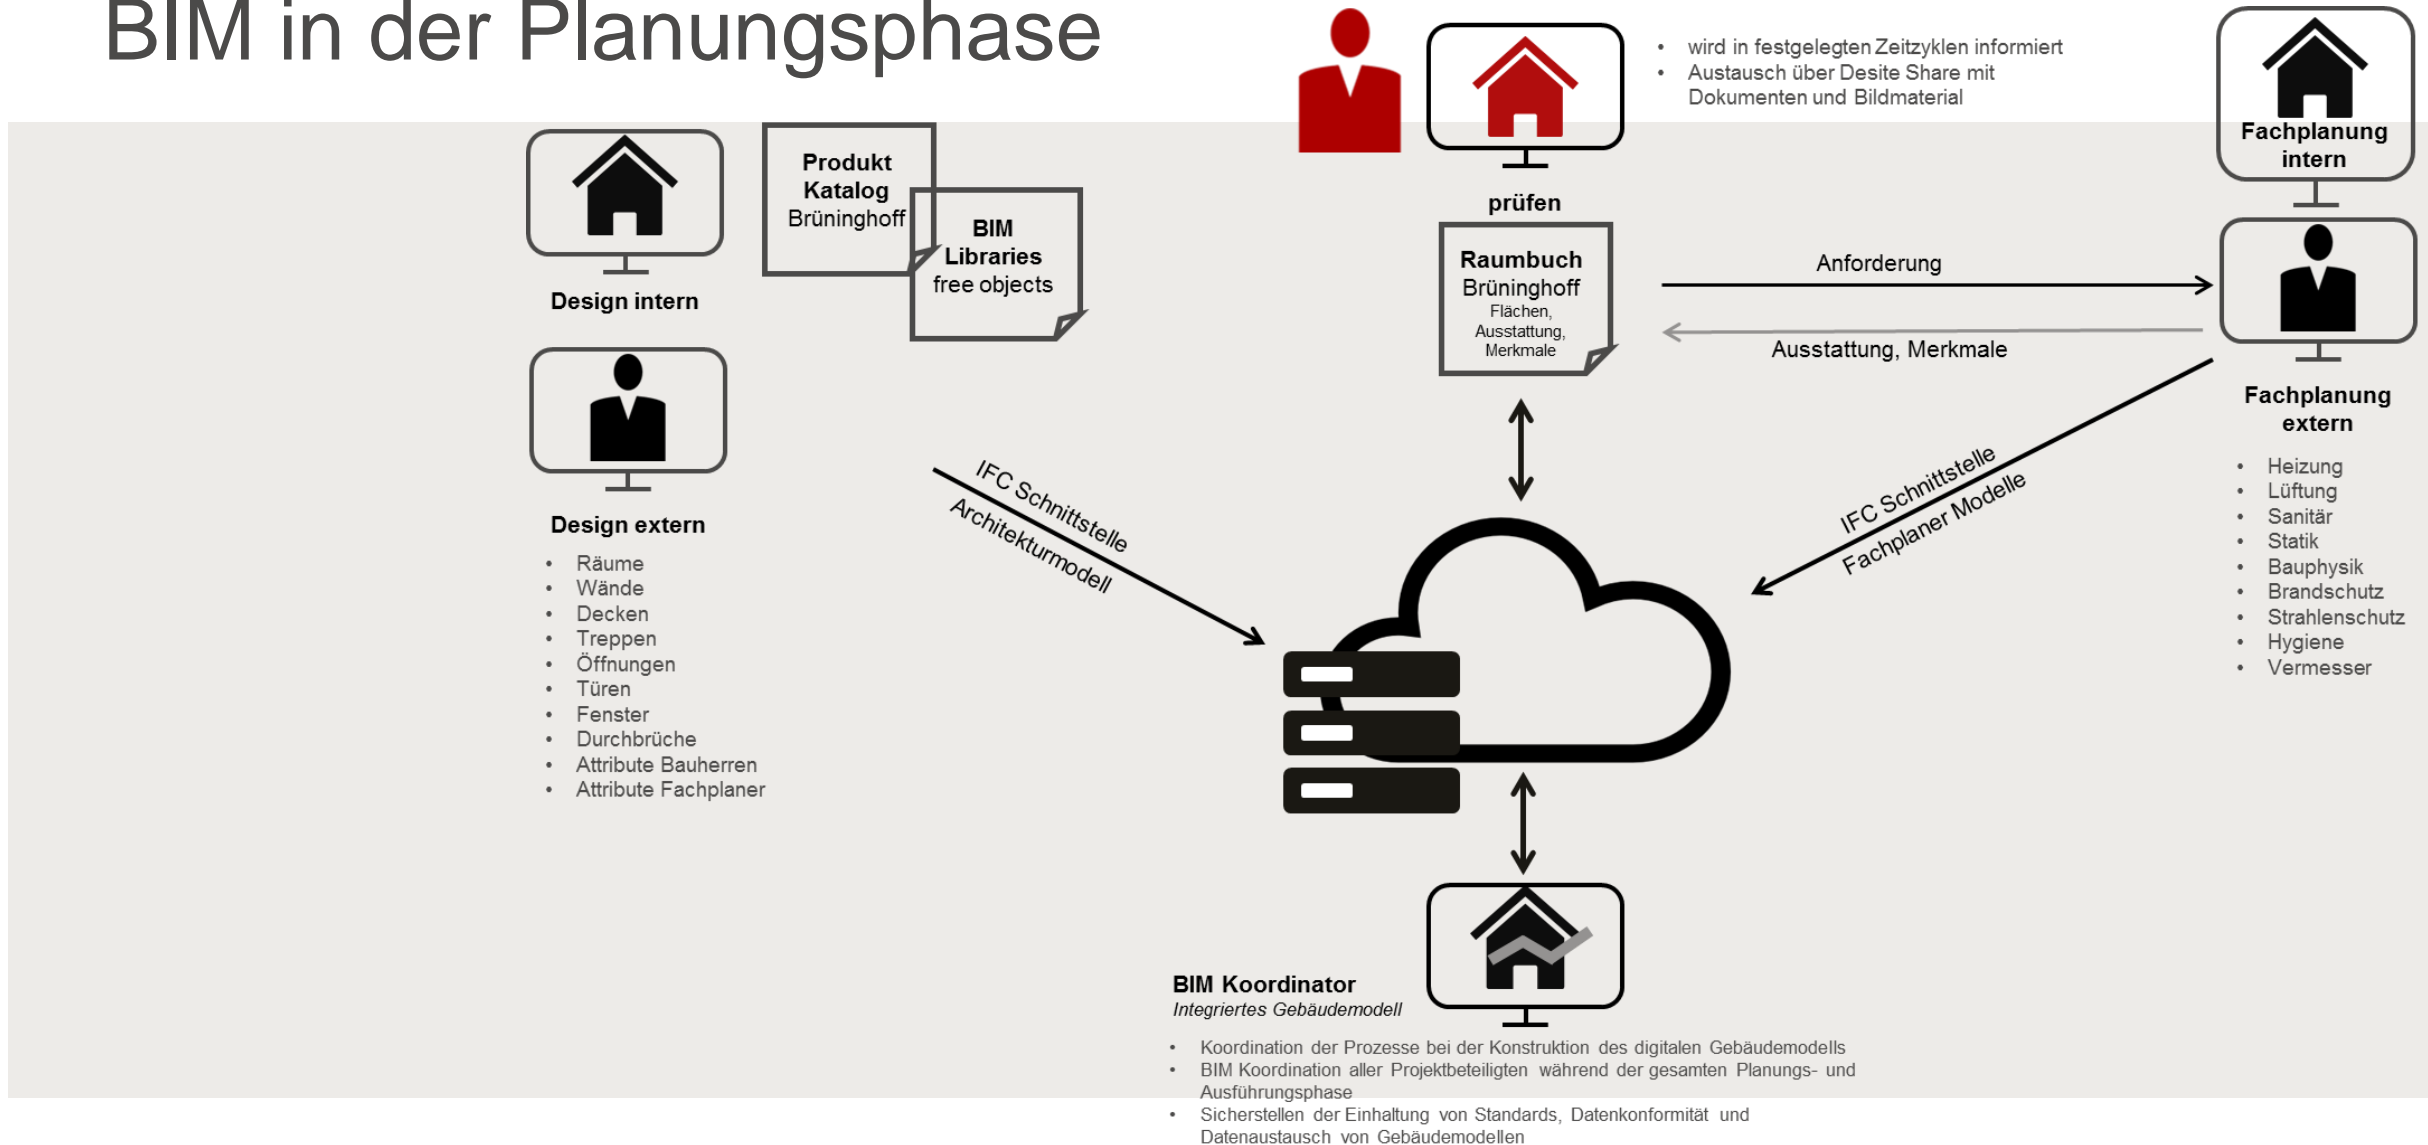 BIM in der Planungsphase
• wird in festgelegten Zeitzyklen informiert
• Austausch über Desite Share mit
Dokumenten und Bildmaterial
prüfen
Produkt
Katalog
Brüninghoff
BIM
Libraries
free objects
Design intern
Design extern
• Räume
• Wände
• Decken
• Treppen
• Öffnungen
• Türen
• Fenster
• Durchbrüche
• Attribute Bauherren
• Attribute Fachplaner
IFC Schnittstelle
Architekturmodell
Raumbuch
Brüninghoff
Flächen,
Ausstattung,
Merkmale
Anforderung
Ausstattung, Merkmale
IFC Schnittstelle
Fachplaner Modelle
Fachplanung
intern
Fachplanung
extern
• Heizung
• Lüftung
• Sanitär
• Statik
• Bauphysik
• Brandschutz
• Strahlenschutz
• Hygiene
• Vermesser
BIM Koordinator
Integriertes Gebäudemodell
• Koordination der Prozesse bei der Konstruktion des digitalen Gebäudemodells
• BIM Koordination aller Projektbeteiligten während der gesamten Planungs- und
Ausführungsphase
• Sicherstellen der Einhaltung von Standards, Datenkonformität und
Datenaustausch von Gebäudemodellen